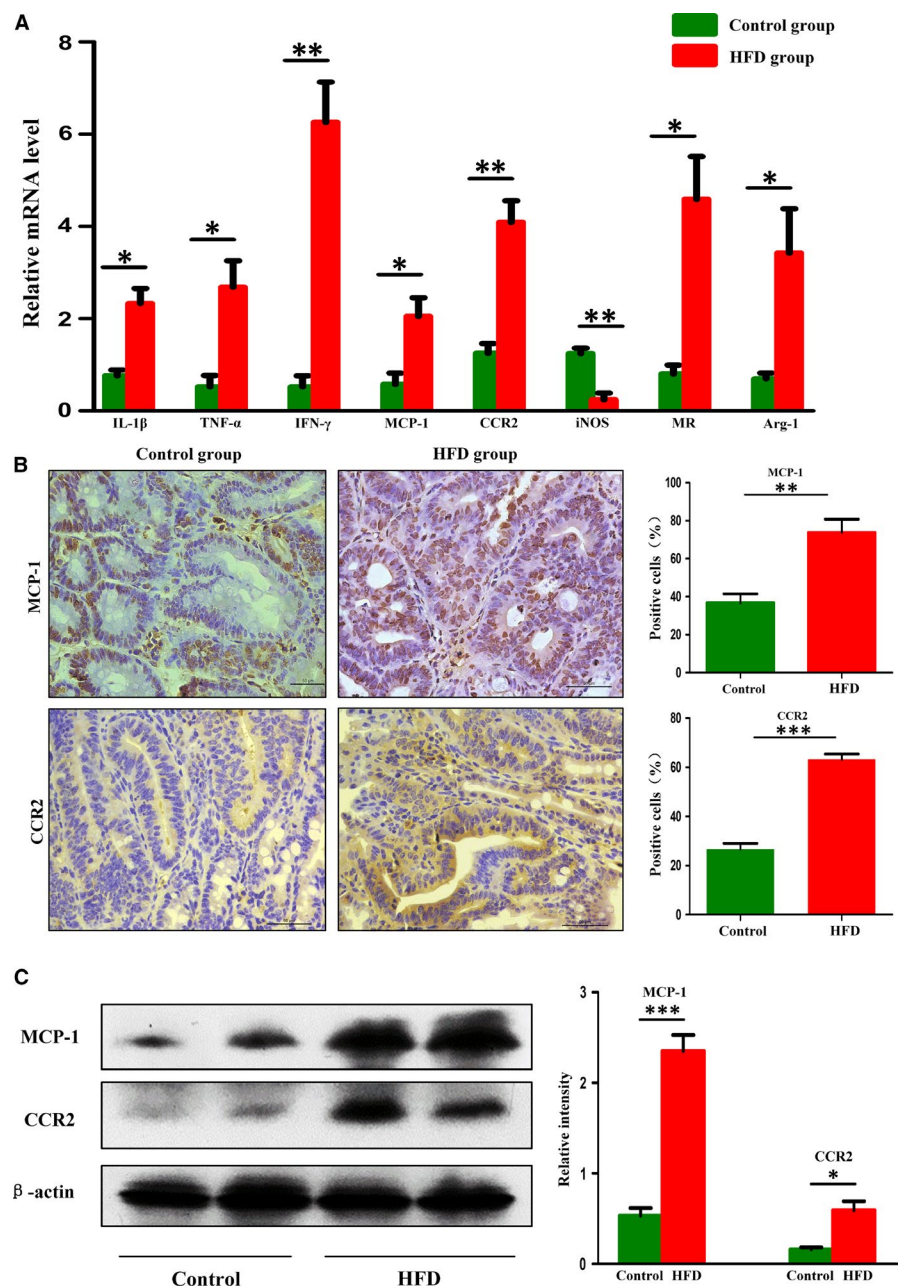 A
Control group
HFD group
Relative mRNA level
8
6
4
2
0
** ** * * * * * **
IL-1β TNF-α IFN-γ MCP-1 CCR2 iNOS MR Arg-1
B
Control group HFD group
MCP-1
CCR2
MCP-1
**
Positive cells (%)
100
80
60
40
20
0
Control HFD
CCR2
***
Positive cells (%)
80
60
40
20
0
Control HFD
C
MCP-1
CCR2
β-actin
Control HFD
Relative intensity
3
2
1
0
MCP-1
***
CCR2
*
Control HFD Control HFD